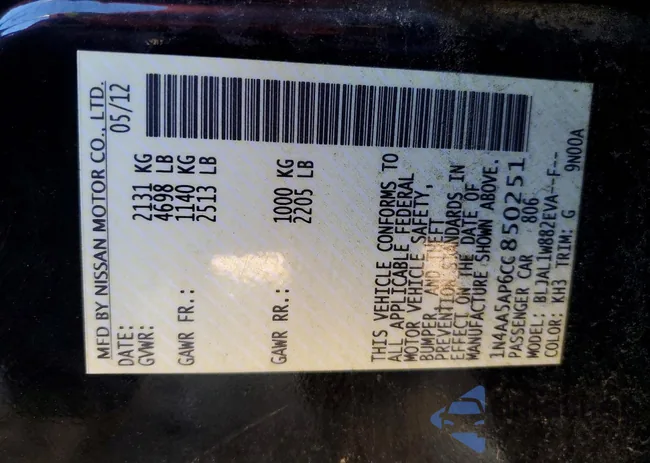 MFD BY NISSAN MOTOR CO., LTD.
DATE: 05/12
GVWR: 2131 KG
4698 LB
GAWR FR.: 1140 KG
2513 LB
GAWR RR.: 1000 KG
2205 LB
THIS VEHICLE CONFORMS TO
ALL APPLICABLE FEDERAL
MOTOR VEHICLE SAFETY,
BUMPER, AND THEFT
PREVENTION STANDARDS IN
EFFECT ON THE DATE OF
MANUFACTURE SHOWN ABOVE.
1N4AA5AP6CC850251
PASSENGER CAR 806
MODEL: BLJAL1W882EVA--F--
COLOR: KH3 TRIM: G 9N00A